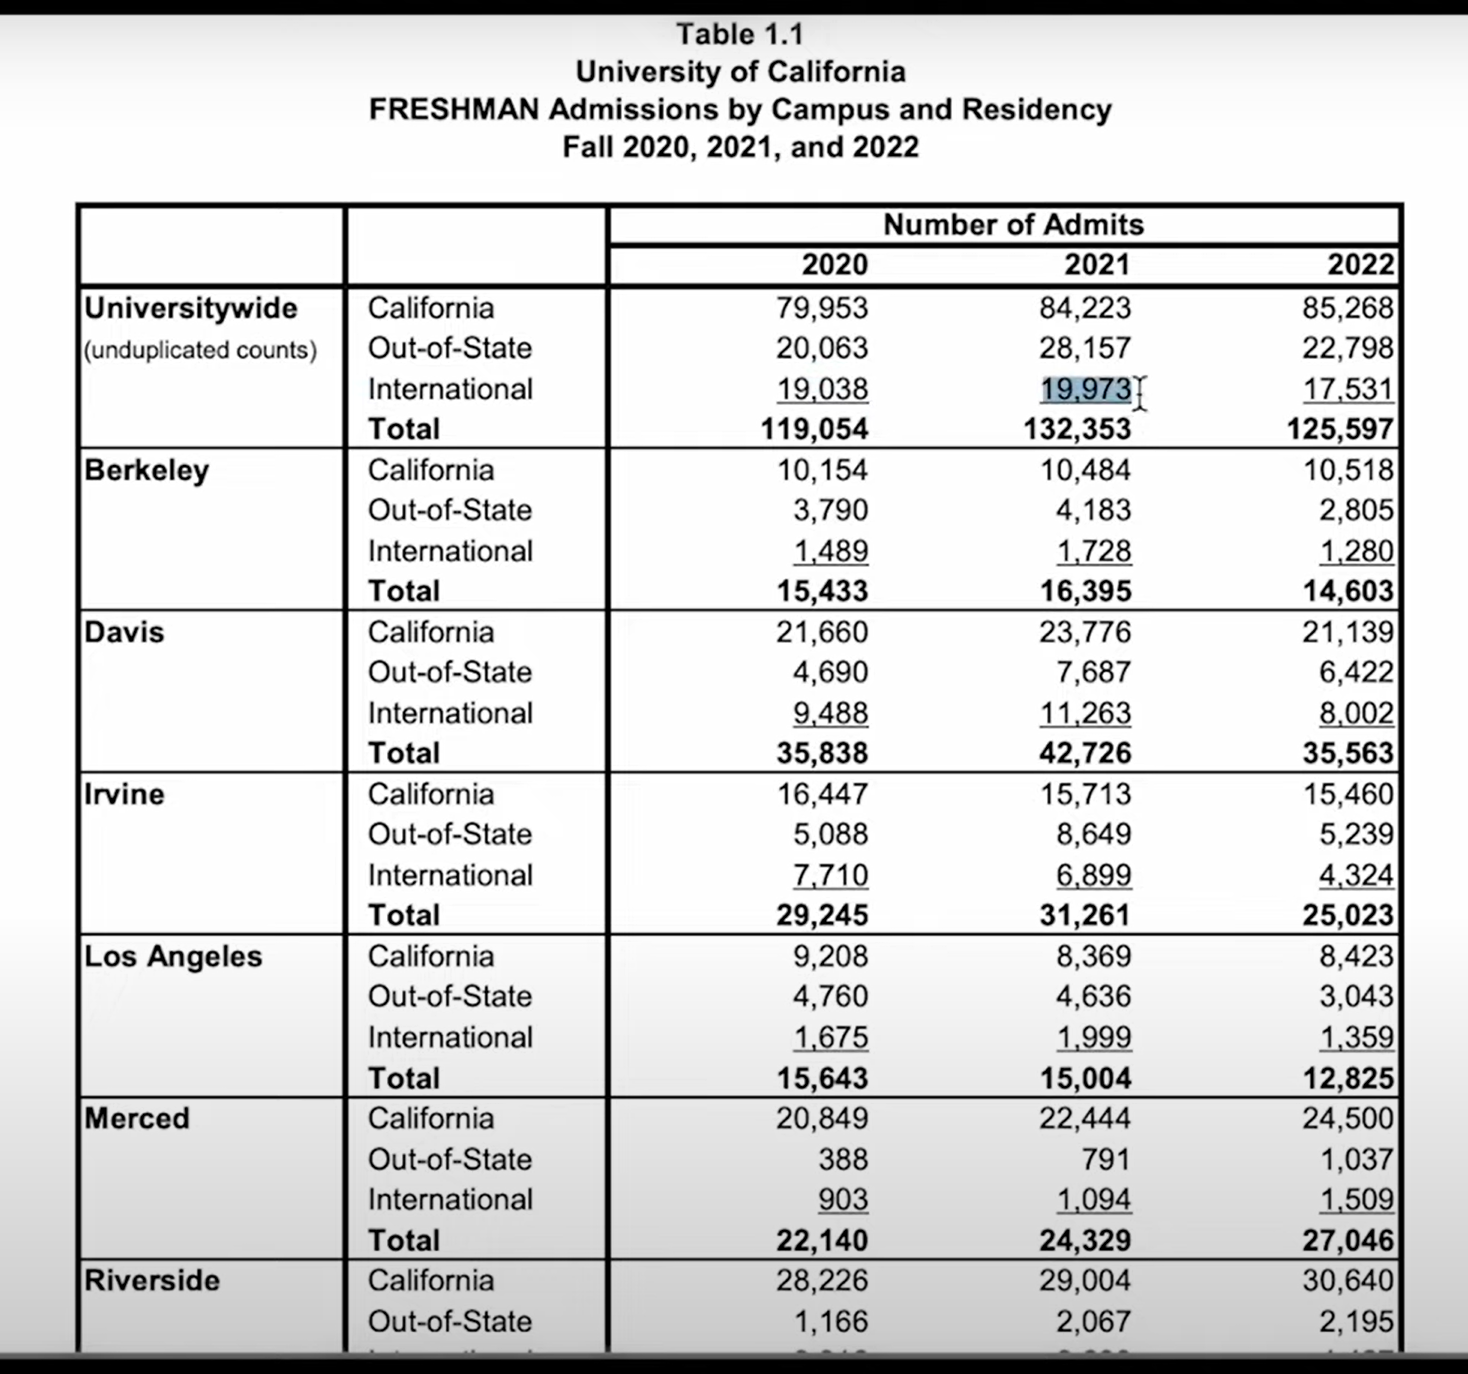 Table 1.1
University of California
FRESHMAN Admissions by Campus and Residency
Fall 2020, 2021, and 2022
Number of Admits
2020 2021 2022
Universitywide California 79,953 84,223 85,268
(unduplicated counts) Out-of-State 20,063 28,157 22,798
International 19,038 19,973 17,531
Total 119,054 132,353 125,597
Berkeley California 10,154 10,484 10,518
Out-of-State 3,790 4,183 2,805
International 1,489 1,728 1,280
Total 15,433 16,395 14,603
Davis California 21,660 23,776 21,139
Out-of-State 4,690 7,687 6,422
International 9,488 11,263 8,002
Total 35,838 42,726 35,563
Irvine California 16,447 15,713 15,460
Out-of-State 5,088 8,649 5,239
International 7,710 6,899 4,324
Total 29,245 31,261 25,023
Los Angeles California 9,208 8,369 8,423
Out-of-State 4,760 4,636 3,043
International 1,675 1,999 1,359
Total 15,643 15,004 12,825
Merced California 20,849 22,444 24,500
Out-of-State 388 791 1,037
International 903 1,094 1,509
Total 22,140 24,329 27,046
Riverside California 28,226 29,004 30,640
Out-of-State 1,166 2,067 2,195